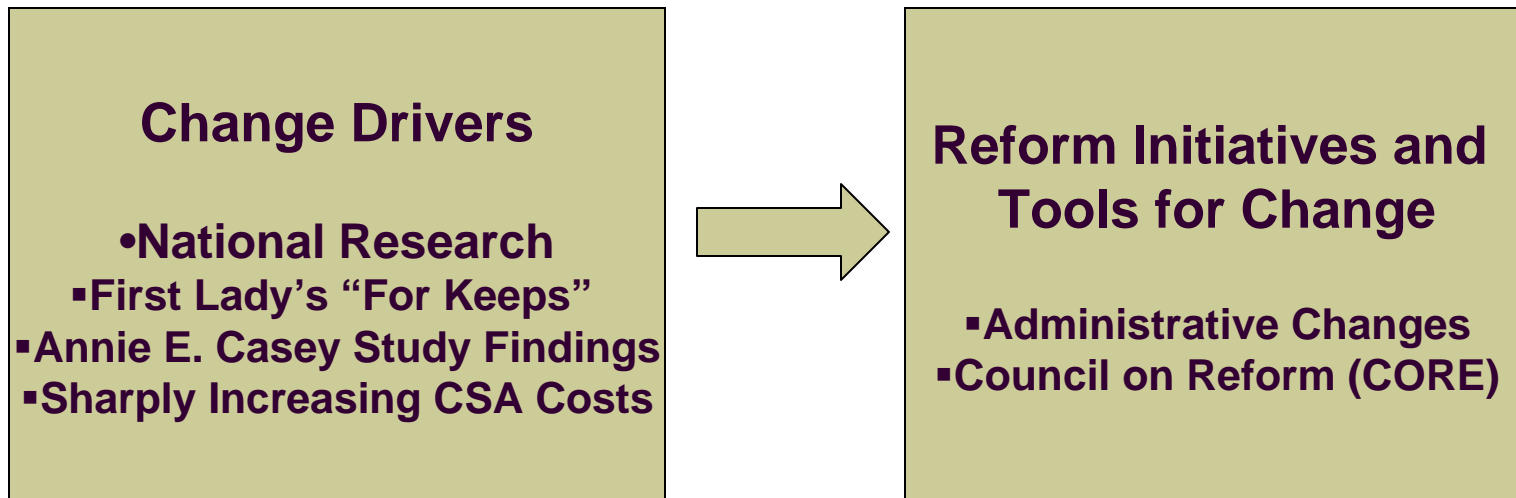 Change Drivers
•National Research
▪First Lady’s “For Keeps”
▪Annie E. Casey Study Findings
▪Sharply Increasing CSA Costs
Reform Initiatives and
Tools for Change
▪Administrative Changes
▪Council on Reform (CORE)